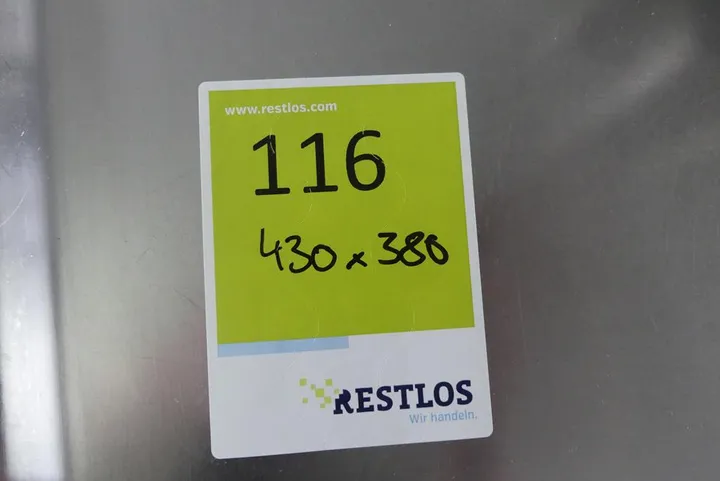 www.restlos.com
116
430 x 380
RESTLOS
Wir handeln.